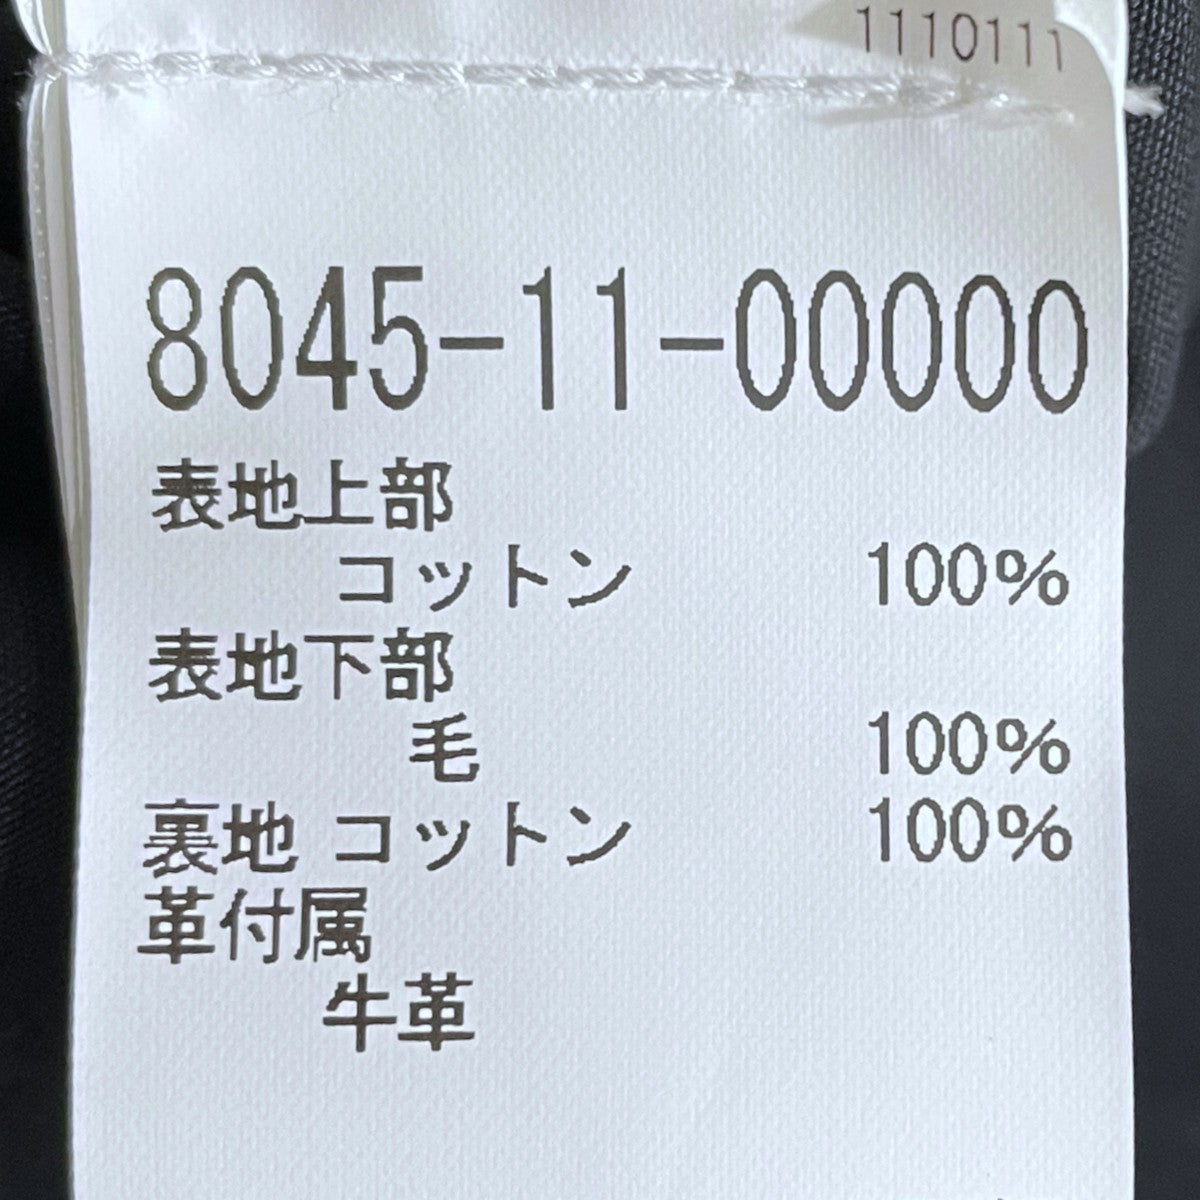 1110111
8045-11-00000
表地上部
コットン 100%
表地下部
毛 100%
裏地 コットン 100%
革付属
牛革